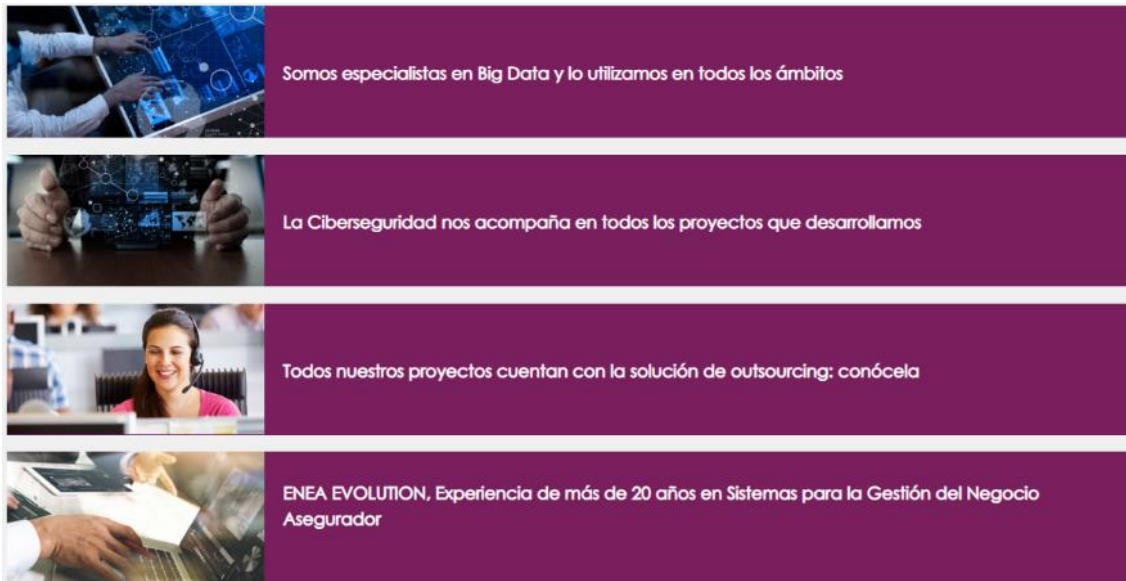 Somos especialistas en Big Data y lo utilizamos en todos los ámbitos
La Ciberseguridad nos acompaña en todos los proyectos que desarrollamos
Todos nuestros proyectos cuentan con la solución de outsourcing: conócela
ENEA EVOLUTION, Experiencia de más de 20 años en Sistemas para la Gestión del Negocio
Asegurador